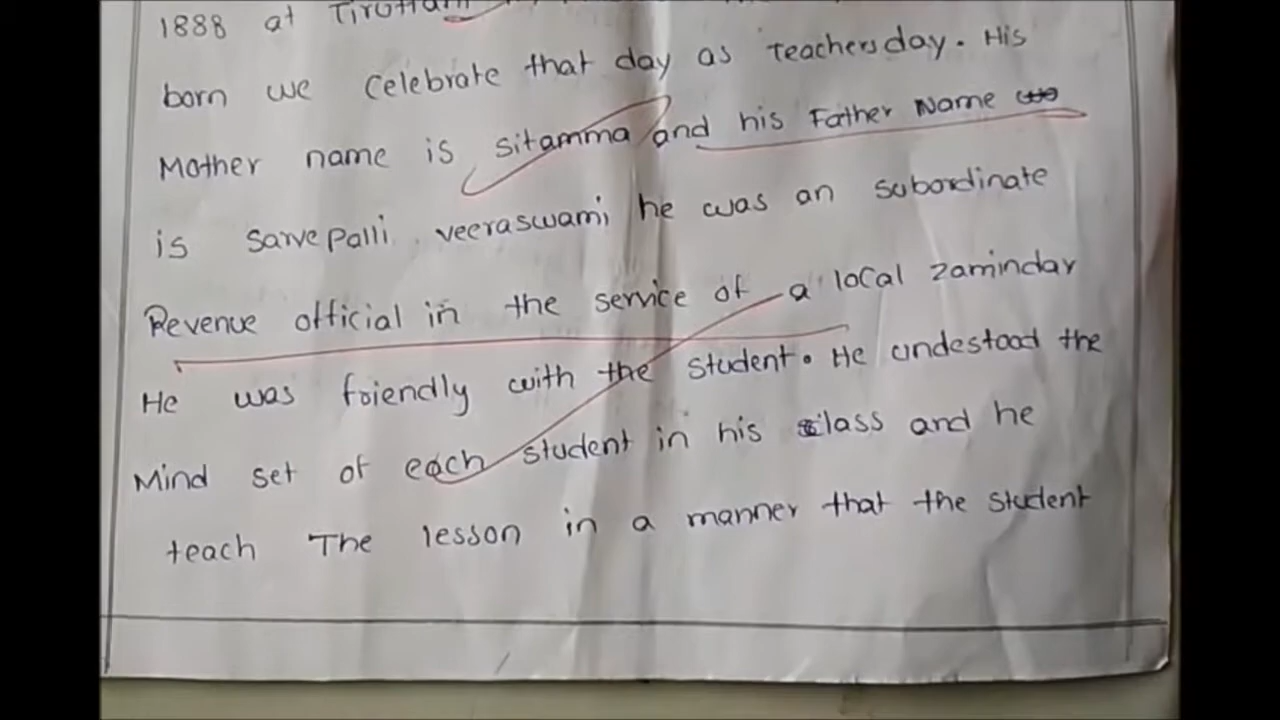 1888 at Tiruttani
born we celebrate that day as Teachersday. His
Mother name is sitamma and his Father Name
is Sarvepalli veeraswami he was an subordinate
Revenue official in the service of a local zamindar
He was friendly with the student. He undestood the
Mind set of each student in his class and he
teach The lesson in a manner that the student